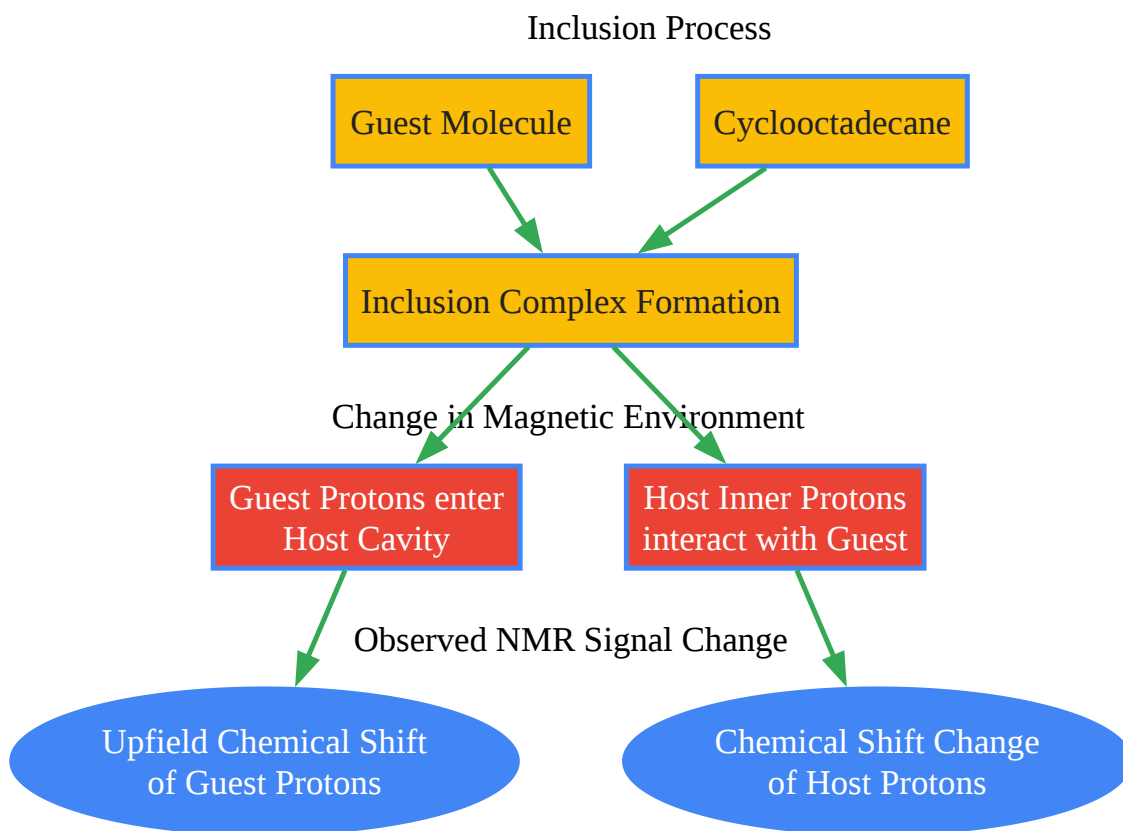 Inclusion Process
Guest Molecule
Cyclooctadecane
Inclusion Complex Formation
Change in Magnetic Environment
Guest Protons enter
Host Cavity
Host Inner Protons
interact with Guest
Observed NMR Signal Change
Upfield Chemical Shift
of Guest Protons
Chemical Shift Change
of Host Protons